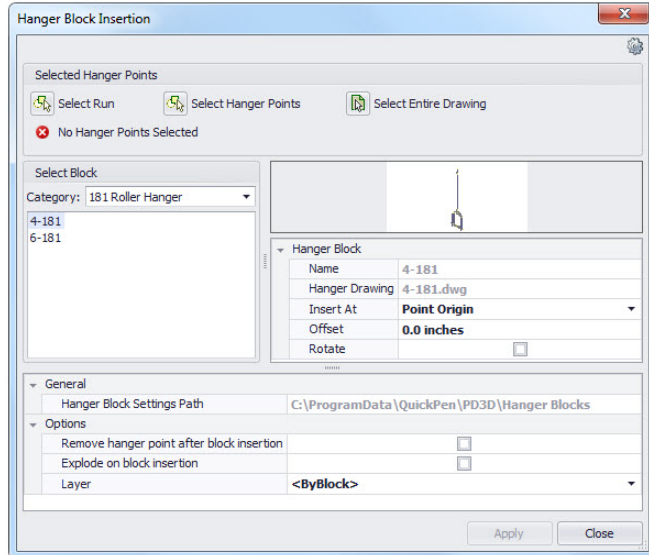 Hanger Block Insertion
Selected Hanger Points
Select Run Select Hanger Points Select Entire Drawing
No Hanger Points Selected
Select Block
Category: 181 Roller Hanger
4-181
6-181
Hanger Block
Name 4-181
Hanger Drawing 4-181.dwg
Insert At Point Origin
Offset 0.0 inches
Rotate
General
Hanger Block Settings Path C:\ProgramData\QuickPen\PD3D\Hanger Blocks
Options
Remove hanger point after block insertion
Explode on block insertion
Layer <ByBlock>
Apply Close